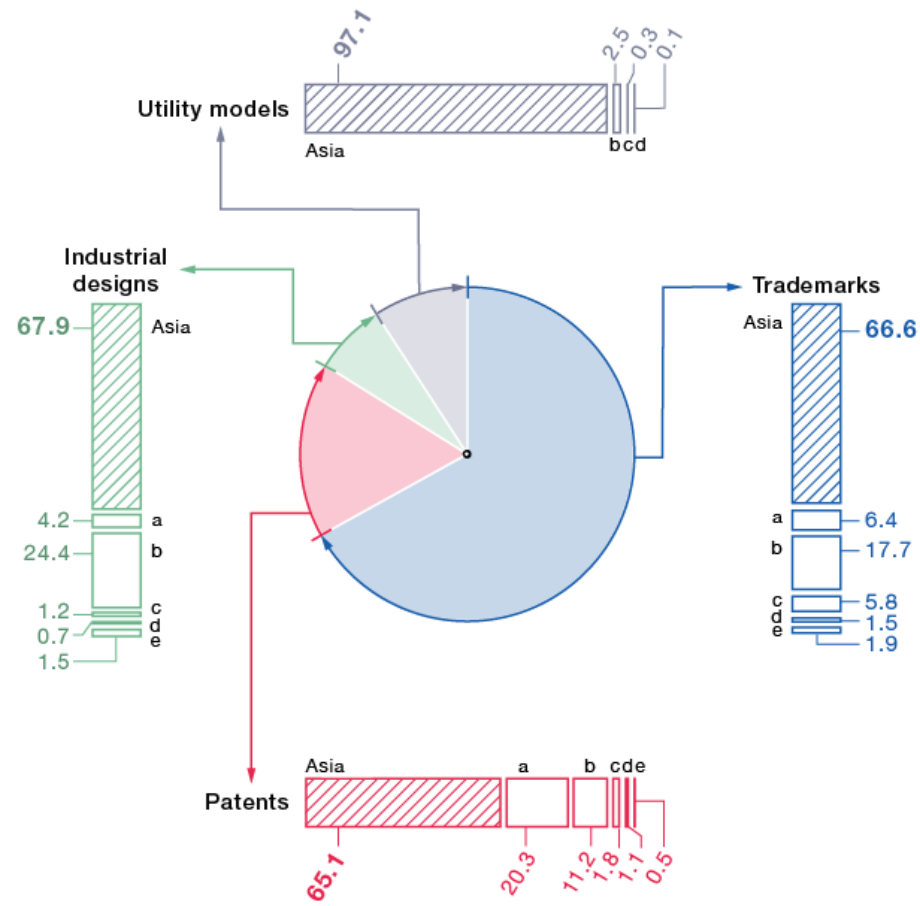 97.1
2.5
0.3
0.1
Utility models
Asia
b c d
Industrial
designs
67.9
Asia
4.2
a
24.4
b
1.2
c
0.7
d
1.5
e
Trademarks
Asia
66.6
a
6.4
b
17.7
c
5.8
d
1.5
e
1.9
Asia
a
b
c d e
Patents
65.1
20.3
11.2
1.8
1.1
0.5